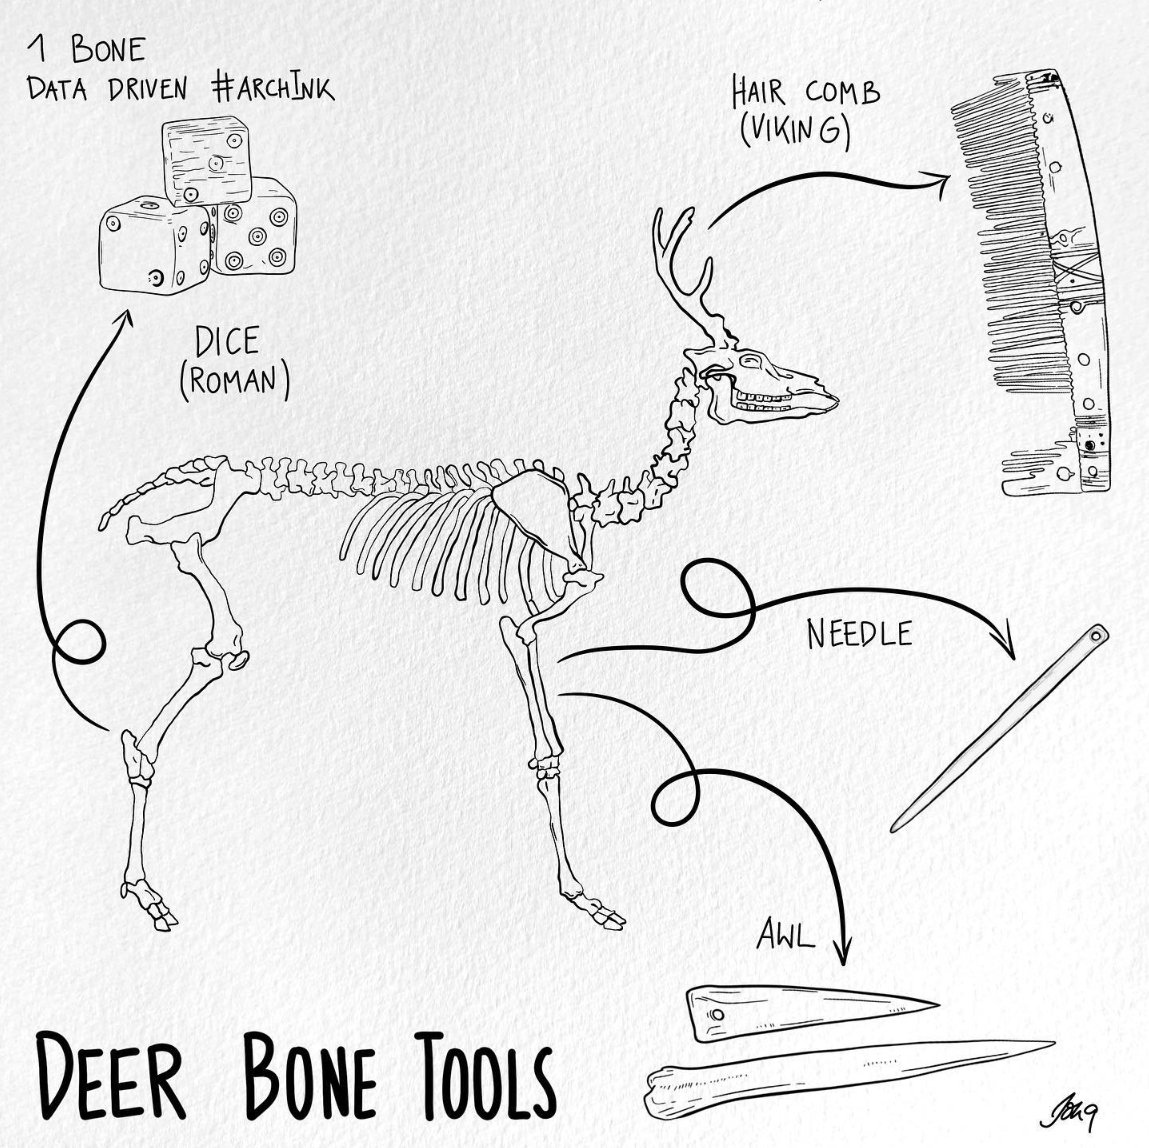 1 BONE
DATA DRIVEN #ARCHINK
HAIR COMB
(VIKING)
DICE
(ROMAN)
NEEDLE
AWL
DEER BONE TOOLS